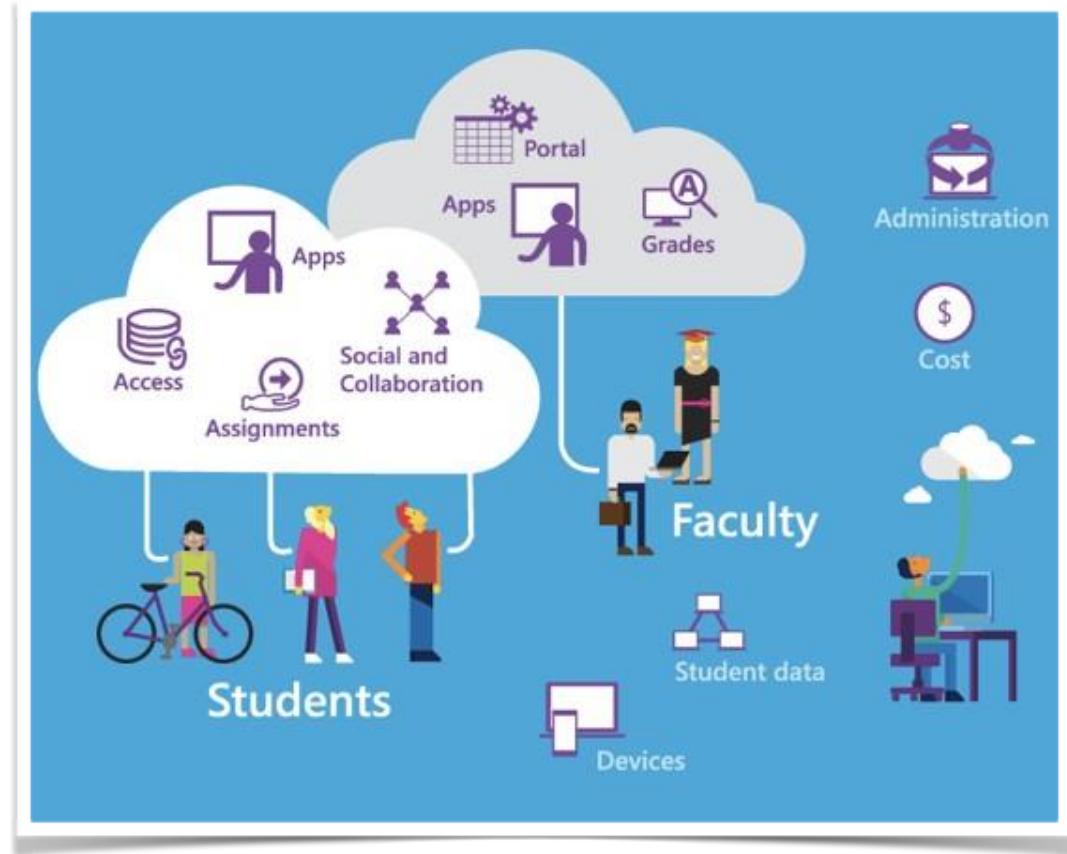 Portal
Apps
Grades
Apps
Access
Social and
Collaboration
Assignments
Administration
$
Cost
A
Faculty
Students
Student data
Devices